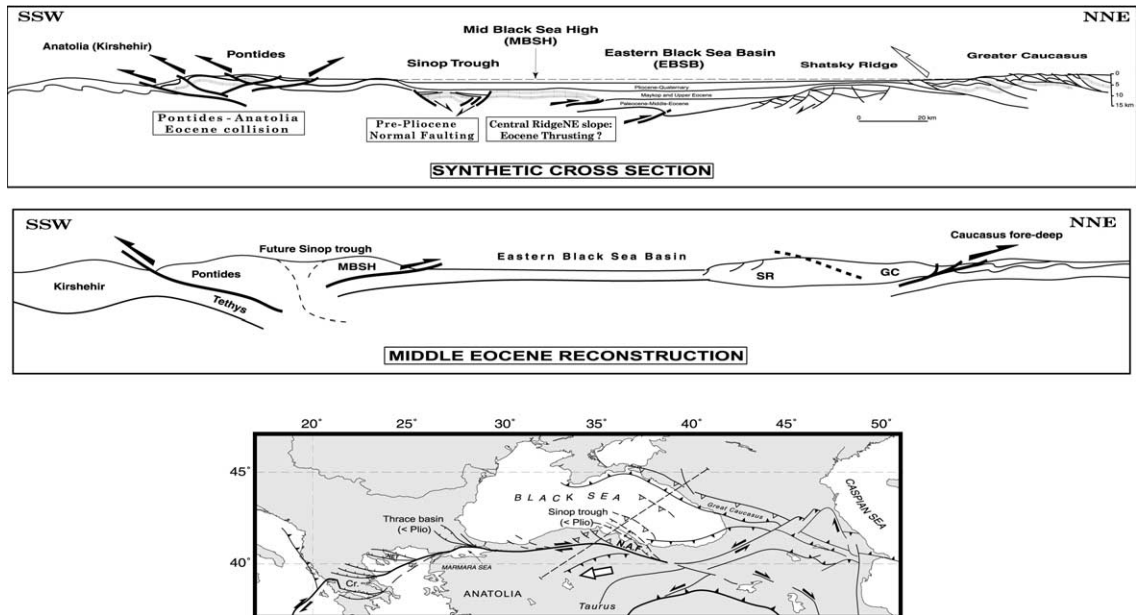 SSW
NNE
Mid Black Sea High
(MBSH)
Anatolia (Kirshehir)
Pontides
Sinop Trough
Eastern Black Sea Basin
(EBSB)
Shatsky Ridge
Greater Caucasus
Pliocene-Quaternary
Maykop and Upper Eocene
Paleocene-Middle-Eocene
0
5
10
15 km
Pontides - Anatolia
Eocene collision
Pre-Pliocene
Normal Faulting
Central RidgeNE slope:
Eocene Thrusting ?
0 20 km
SYNTHETIC CROSS SECTION
SSW
NNE
Future Sinop trough
Caucasus fore-deep
Pontides
MBSH
Eastern Black Sea Basin
SR
GC
Kirshehir
Tethys
MIDDLE EOCENE RECONSTRUCTION
20° 25° 30° 35° 40° 45° 50°
45°
BLACK SEA
Great Caucasus
CASPIAN SEA
Thrace basin
(< Plio)
Sinop trough
(< Plio)
N.A.F.
MARMARA SEA
40°
Cr.
ANATOLIA
Taurus